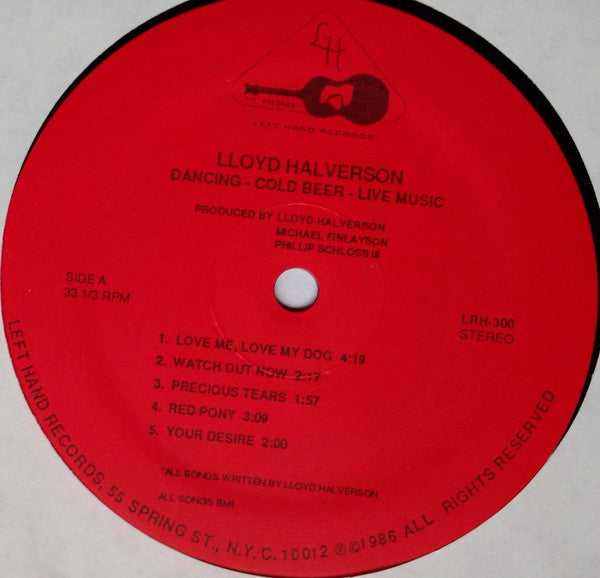 LH
RECORDS
LEFT HAND RECORDS
LLOYD HALVERSON
DANCING - COLD BEER - LIVE MUSIC
PRODUCED BY LLOYD HALVERSON
MICHAEL FINLAYSON
PHILLIP SCHLOSS III
SIDE A
33 1/3 RPM
LRH-300
STEREO
1. LOVE ME, LOVE MY DOG 4:19
2. WATCH OUT NOW 2:17
3. PRECIOUS TEARS 1:57
4. RED PONY 3:09
5. YOUR DESIRE 2:00
*ALL SONGS WRITTEN BY LLOYD HALVERSON
ALL SONGS BMI
LEFT HAND RECORDS, 55 SPRING ST., N.Y.C. 10012 ℗©1986 ALL RIGHTS RESERVED